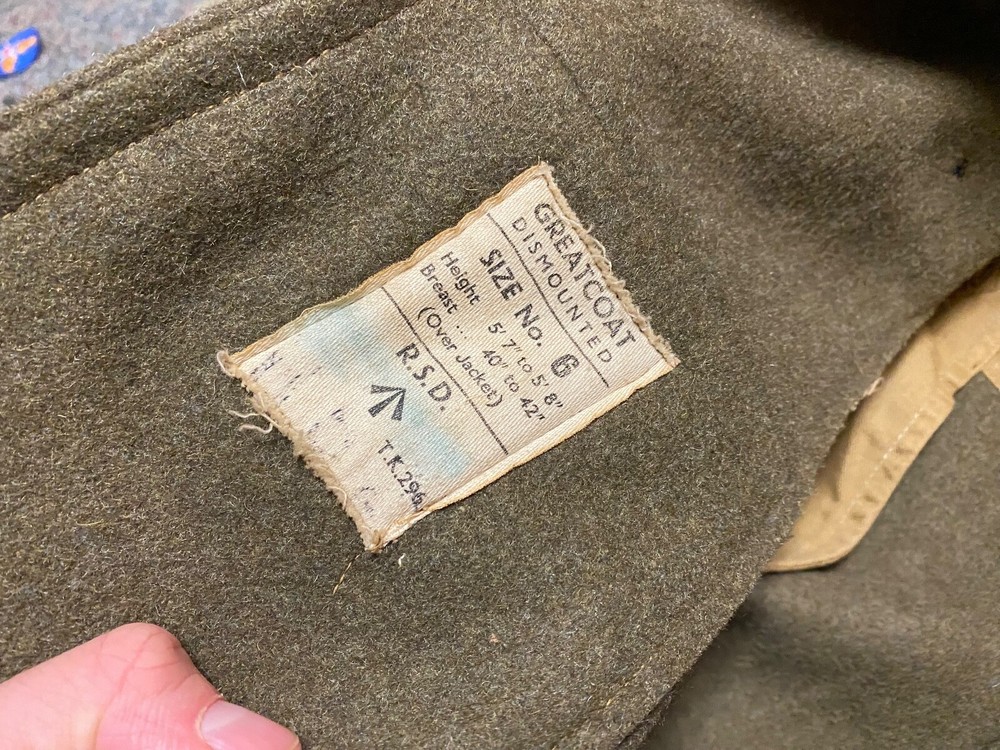 GREATCOAT
DISMOUNTED
SIZE No. 6
Height 5' 7" to 5' 8"
Breast ... 40" to 42"
(Over Jacket)
R.S.D.
T.K.296